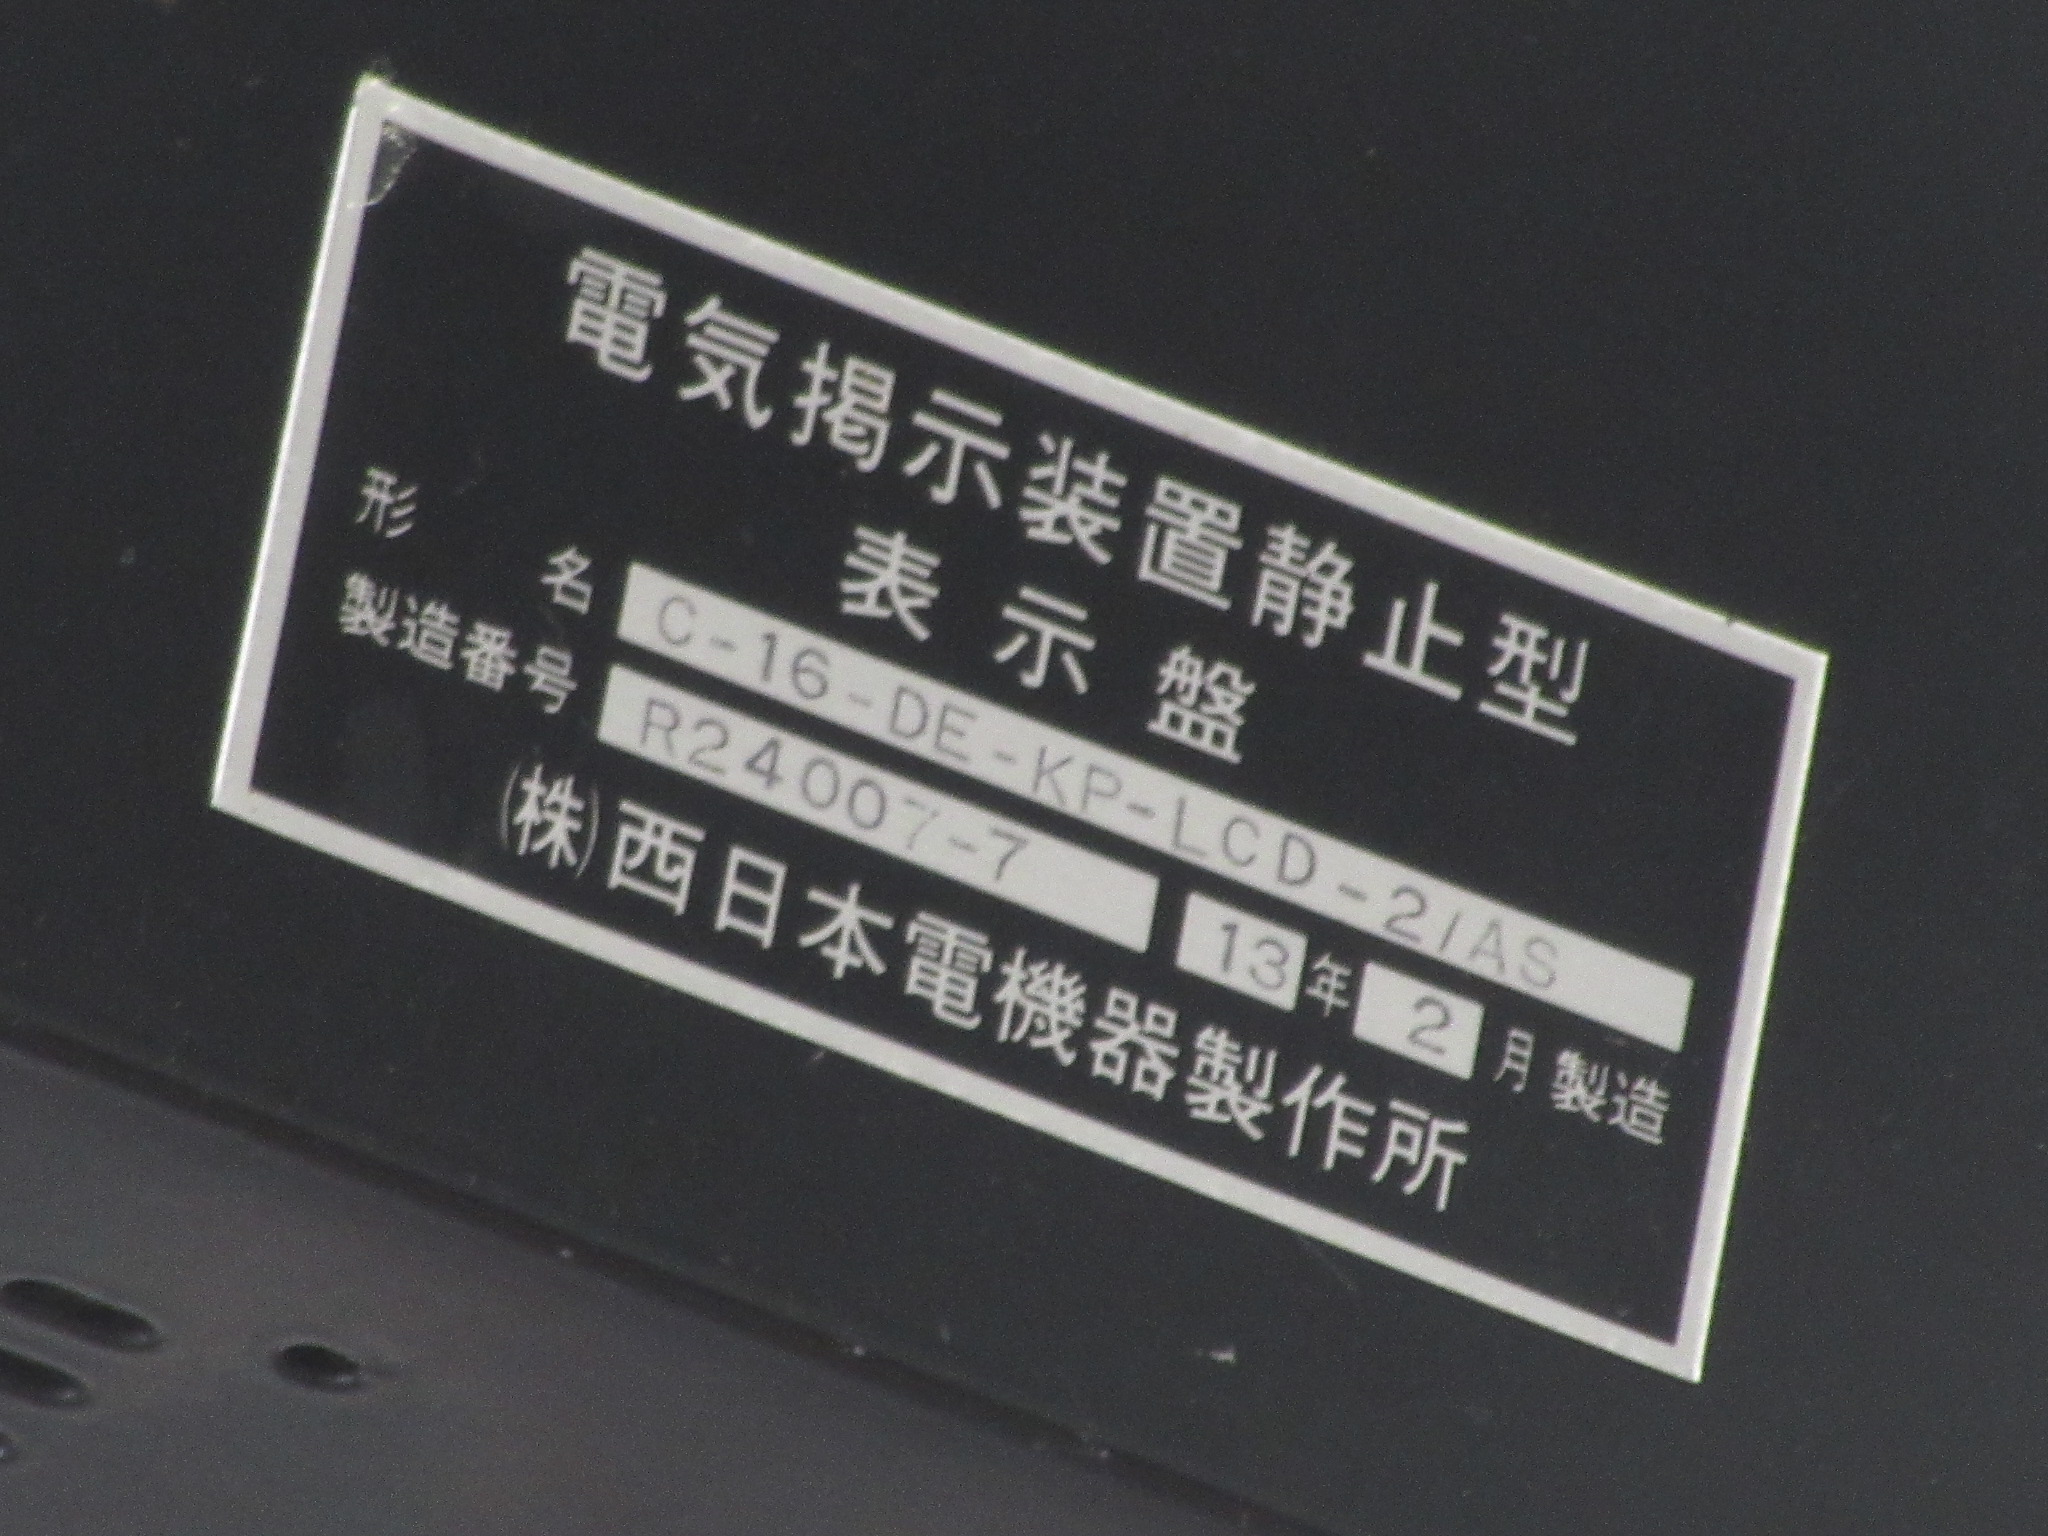 電気掲示装置静止型
表示盤
形名 C-16-DE-KP-LCD-2/AS
製造番号 R24007-7 13年2月製造
(株)西日本電機器製作所